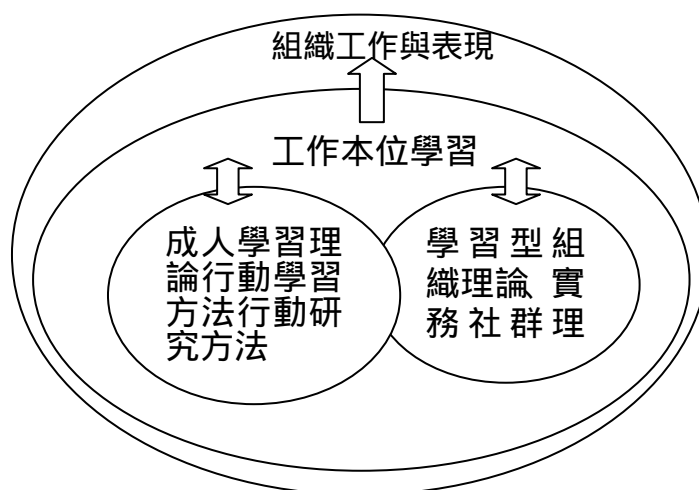 組織工作與表現
工作本位學習
成人學習理
論行動學習
方法行動研
究方法
學習型組
織理論、實
務社群理